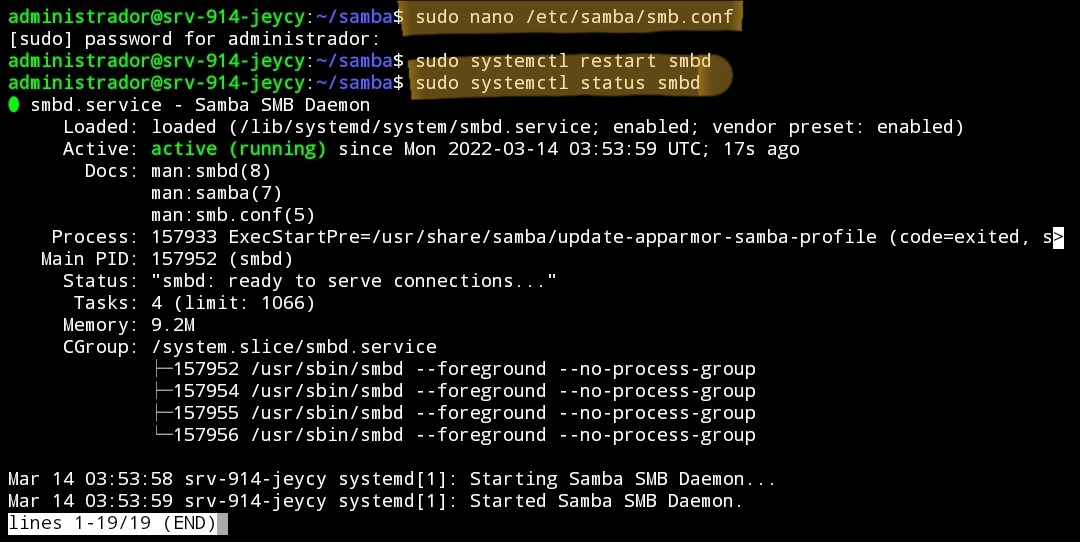 administrador@srv-914-jeycy:~/samba$ sudo nano /etc/samba/smb.conf
[sudo] password for administrador:
administrador@srv-914-jeycy:~/samba$ sudo systemctl restart smbd
administrador@srv-914-jeycy:~/samba$ sudo systemctl status smbd
● smbd.service - Samba SMB Daemon
     Loaded: loaded (/lib/systemd/system/smbd.service; enabled; vendor preset: enabled)
     Active: active (running) since Mon 2022-03-14 03:53:59 UTC; 17s ago
       Docs: man:smbd(8)
             man:samba(7)
             man:smb.conf(5)
    Process: 157933 ExecStartPre=/usr/share/samba/update-apparmor-samba-profile (code=exited, s>
   Main PID: 157952 (smbd)
     Status: "smbd: ready to serve connections..."
      Tasks: 4 (limit: 1066)
     Memory: 9.2M
     CGroup: /system.slice/smbd.service
             ├─157952 /usr/sbin/smbd --foreground --no-process-group
             ├─157954 /usr/sbin/smbd --foreground --no-process-group
             ├─157955 /usr/sbin/smbd --foreground --no-process-group
             └─157956 /usr/sbin/smbd --foreground --no-process-group
Mar 14 03:53:58 srv-914-jeycy systemd[1]: Starting Samba SMB Daemon...
Mar 14 03:53:59 srv-914-jeycy systemd[1]: Started Samba SMB Daemon.
lines 1-19/19 (END)